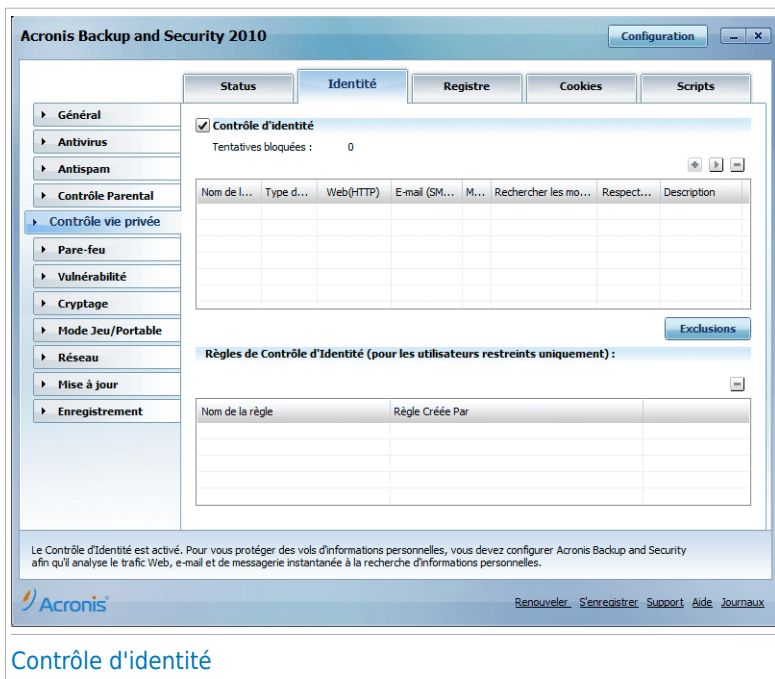 Acronis Backup and Security 2010
Configuration
Status
Identité
Registre
Cookies
Scripts
Général
Antivirus
Antispam
Contrôle Parental
Contrôle vie privée
Pare-feu
Vulnérabilité
Cryptage
Mode Jeu/Portable
Réseau
Mise à jour
Enregistrement
Contrôle d'identité
Tentatives bloquées : 0
Nom de l... Type d... Web(HTTP) E-mail (SM... M... Rechercher les mo... Respect... Description
Exclusions
Règles de Contrôle d'Identité (pour les utilisateurs restreints uniquement) :
Nom de la règle Règle Créée Par
Le Contrôle d'Identité est activé. Pour vous protéger des vols d'informations personnelles, vous devez configurer Acronis Backup and Security
afin qu'il analyse le trafic Web, e-mail et de messagerie instantanée à la recherche d'informations personnelles.
Acronis
Renouveler S'enregistrer Support Aide Journaux
Contrôle d'identité